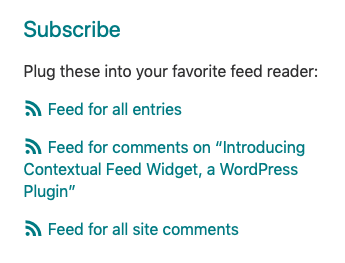 Subscribe
Plug these into your favorite feed reader:
Feed for all entries
Feed for comments on “Introducing
Contextual Feed Widget, a WordPress
Plugin”
Feed for all site comments